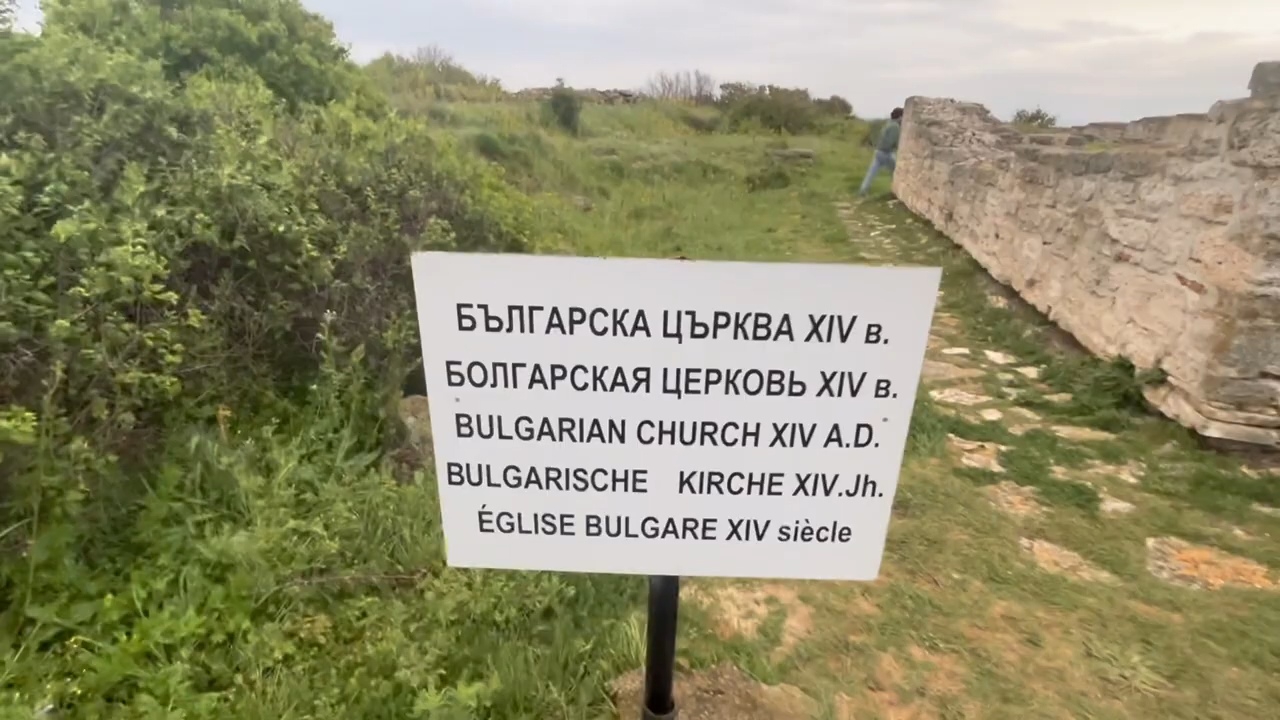 БЪЛГАРСКА ЦЪРКВА XIV в.
БОЛГАРСКАЯ ЦЕРКОВЬ XIV в.
BULGARIAN CHURCH XIV A.D.
BULGARISCHE KIRCHE XIV.Jh.
ÉGLISE BULGARE XIV siècle